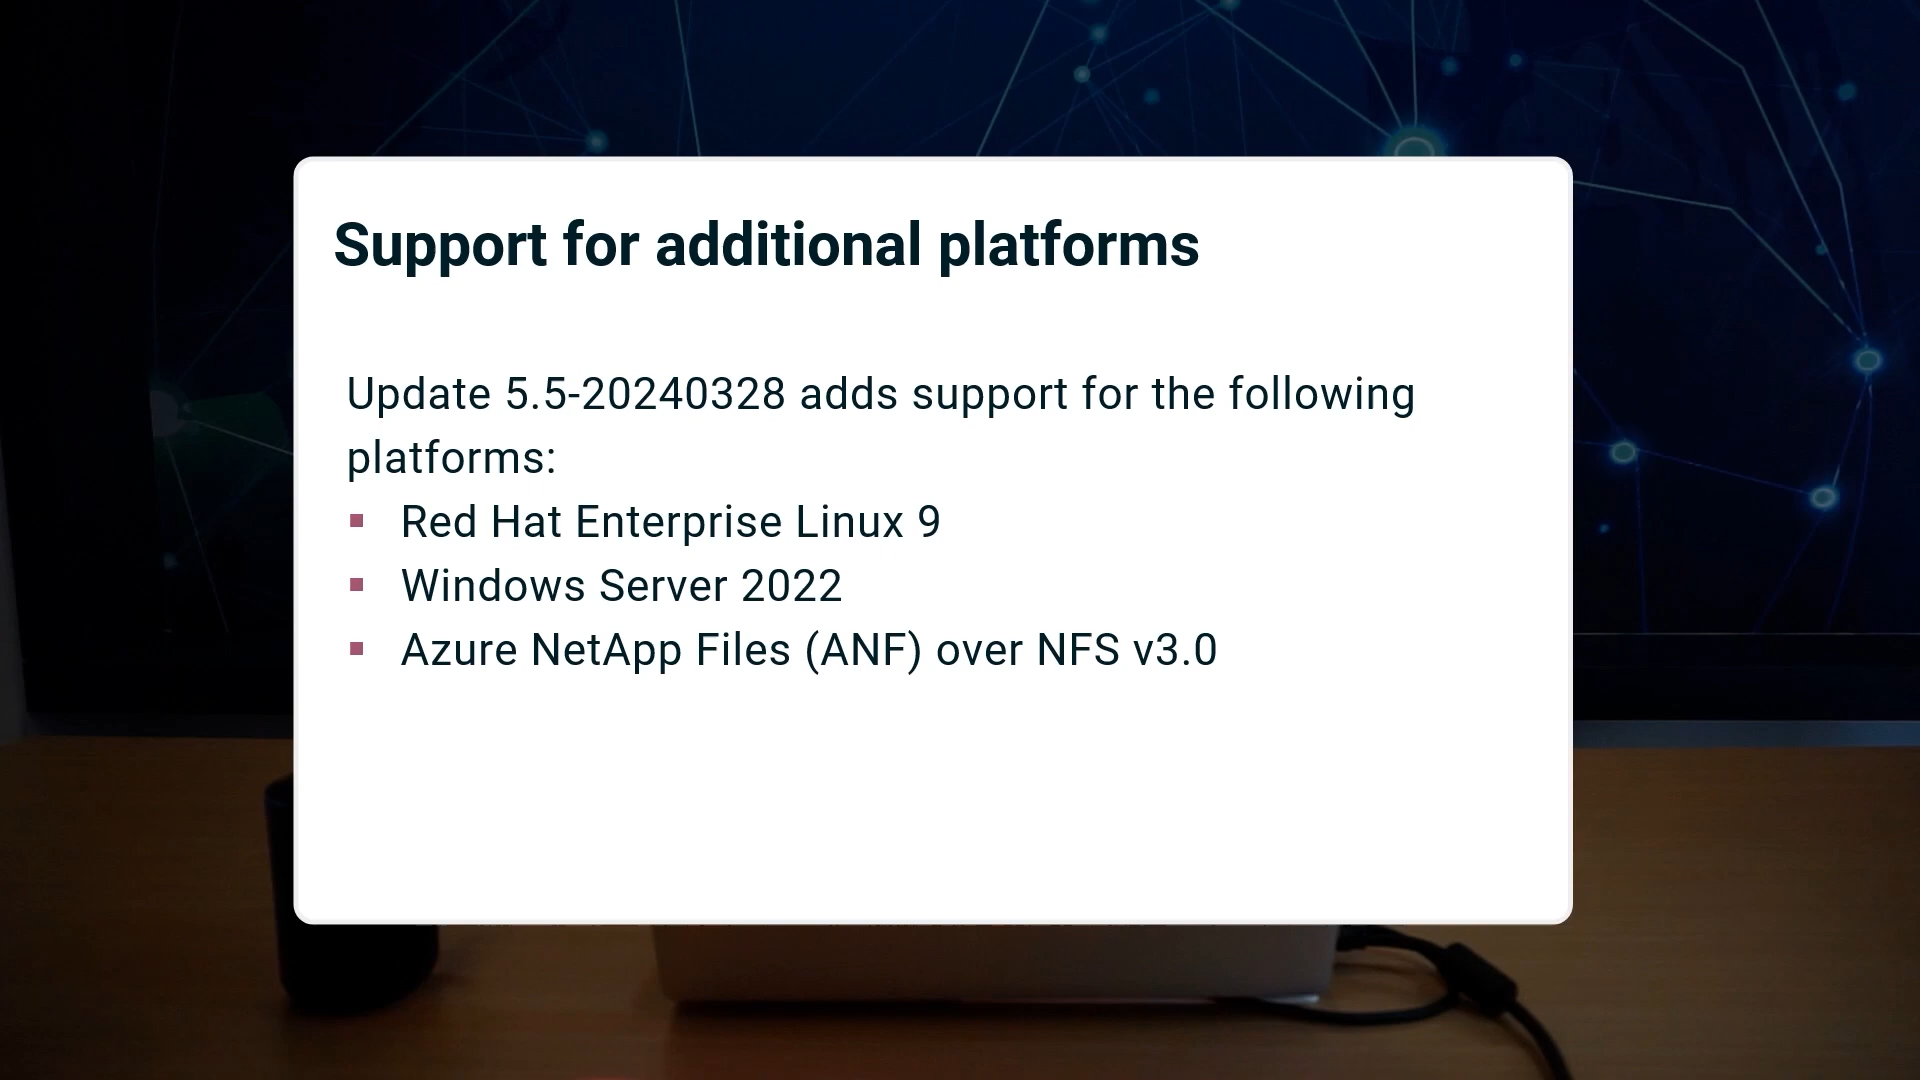 Support for additional platforms
Update 5.5-20240328 adds support for the following
platforms:
▪ Red Hat Enterprise Linux 9
▪ Windows Server 2022
▪ Azure NetApp Files (ANF) over NFS v3.0